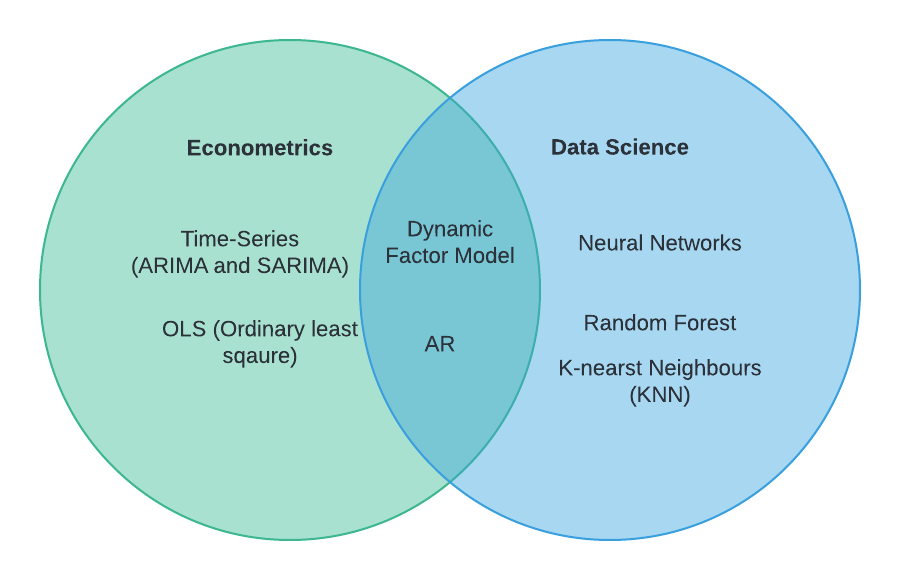 Econometrics
Data Science
Time-Series
(ARIMA and SARIMA)
OLS (Ordinary least
sqaure)
Dynamic
Factor Model
AR
Neural Networks
Random Forest
K-nearst Neighbours
(KNN)